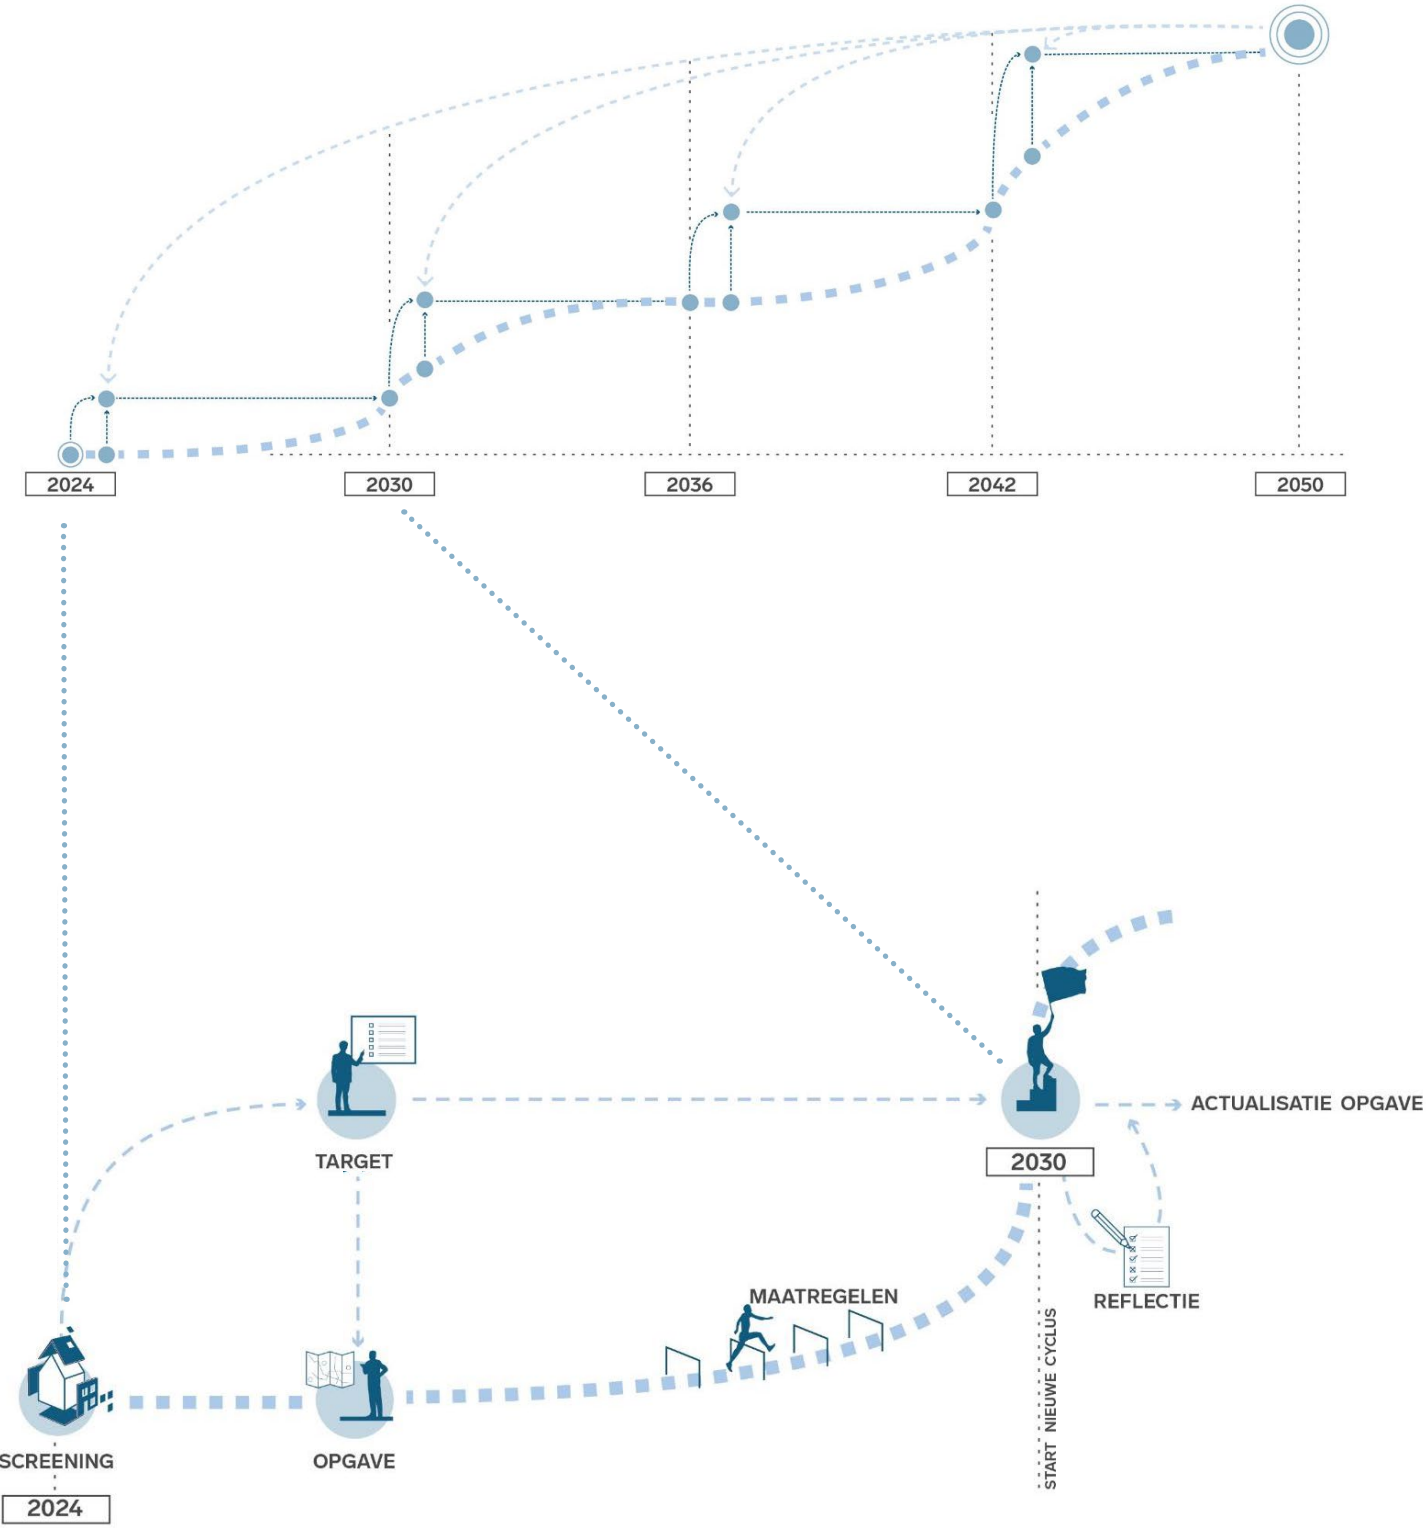 2024
2030
2036
2042
2050
TARGET
2030
ACTUALISATIE OPGAVE
MAATREGELEN
REFLECTIE
START NIEUWE CYCLUS
SCREENING
OPGAVE
2024